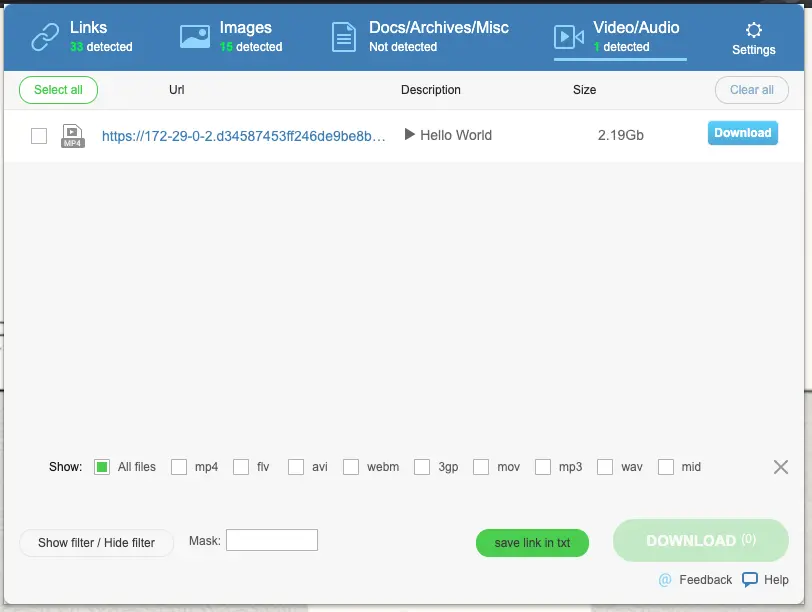 Links
33 detected
Images
15 detected
Docs/Archives/Misc
Not detected
Video/Audio
1 detected
Settings
Select all
Url
Description
Size
Clear all
MP4
https://172-29-0-2.d34587453ff246de9be8b…
Hello World
2.19Gb
Download
Show: All files mp4 flv avi webm 3gp mov mp3 wav mid
Show filter / Hide filter
Mask:
save link in txt
DOWNLOAD (0)
@ Feedback
Help